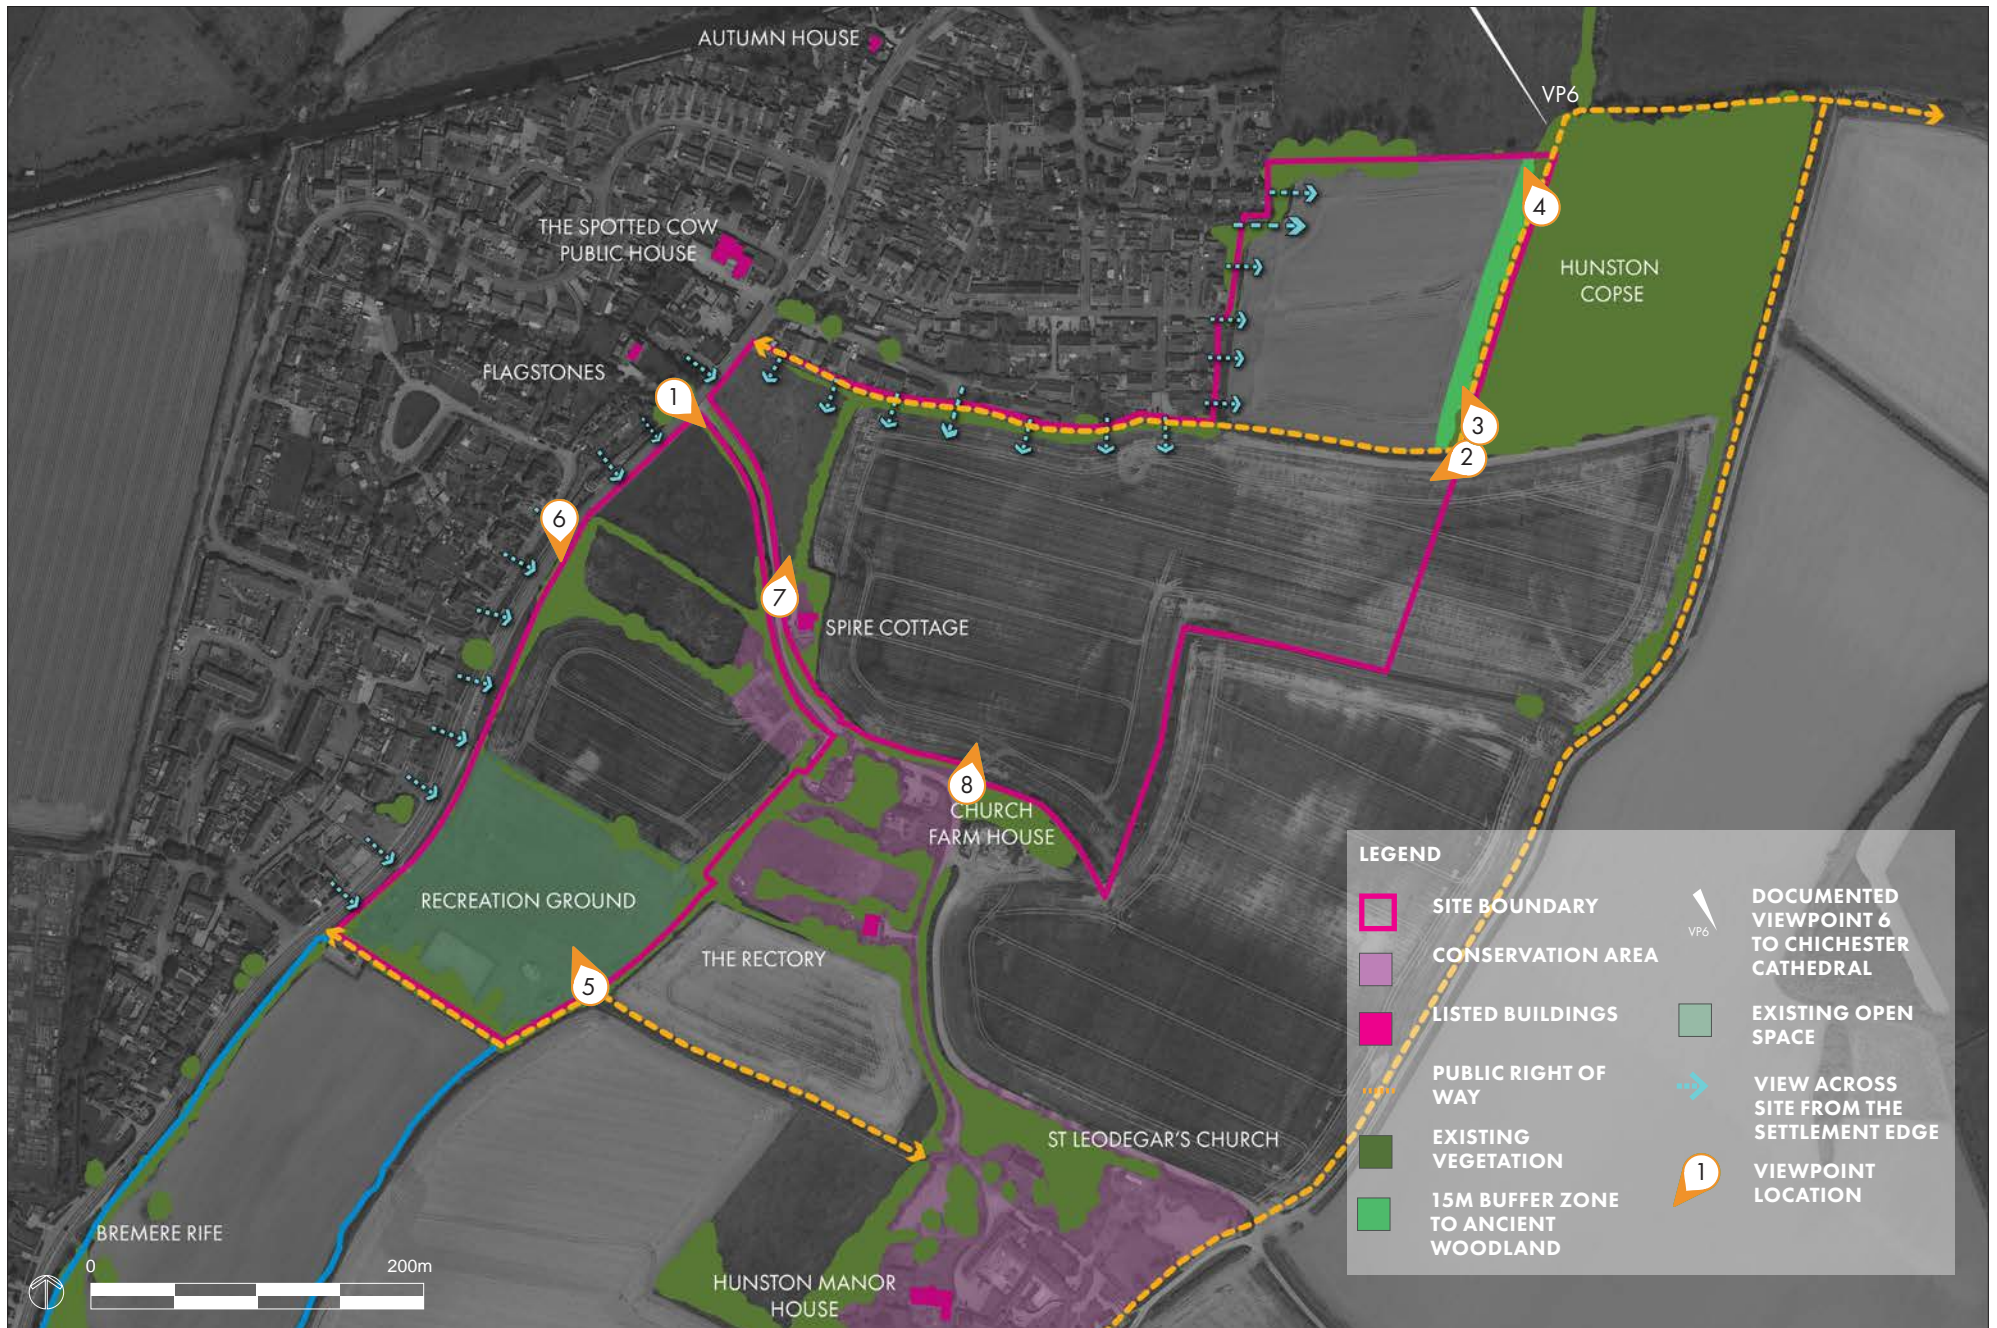 AUTUMN HOUSE
VP6
THE SPOTTED COW
PUBLIC HOUSE
4
HUNSTON
COPSE
FLAGSTONES
1
3
2
6
7
SPIRE COTTAGE
8
CHURCH
FARM HOUSE
RECREATION GROUND
THE RECTORY
5
ST LEODEGAR'S CHURCH
BREMERE RIFE
0
200m
HUNSTON MANOR
HOUSE
LEGEND
SITE BOUNDARY
CONSERVATION AREA
LISTED BUILDINGS
PUBLIC RIGHT OF
WAY
EXISTING
VEGETATION
15M BUFFER ZONE
TO ANCIENT
WOODLAND
VP6
DOCUMENTED
VIEWPOINT 6
TO CHICHESTER
CATHEDRAL
EXISTING OPEN
SPACE
VIEW ACROSS
SITE FROM THE
SETTLEMENT EDGE
1
VIEWPOINT
LOCATION